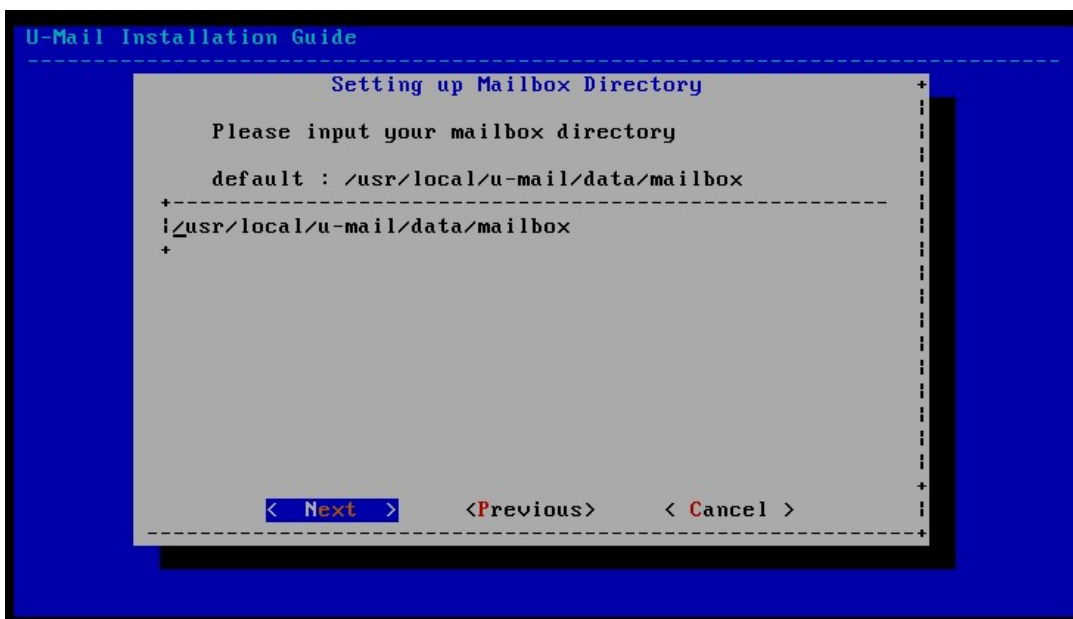 U-Mail Installation Guide
Setting up Mailbox Directory
Please input your mailbox directory
default : /usr/local/u-mail/data/mailbox
/usr/local/u-mail/data/mailbox
< Next > <Previous> < Cancel >